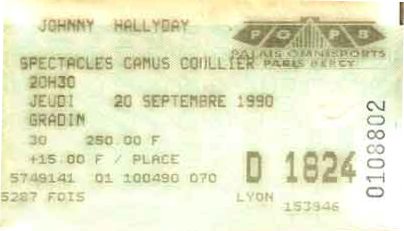 JOHNNY HALLYDAY
POPB
PALAIS OMNISPORTS
PARIS BERCY
SPECTACLES CAMUS COULLIER
20H30
JEUDI 20 SEPTEMBRE 1990
GRADIN
30 250.00 F
+15.00 F / PLACE
D 1824
5749141 01 100490 070
5287 FOIS
LYON
153946
0108802